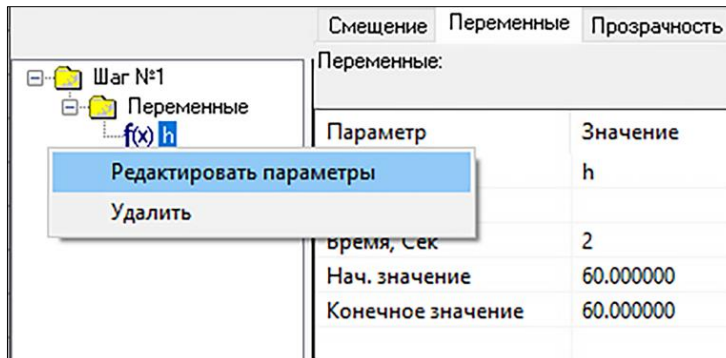 Смещение Переменные Прозрачность
Переменные:
Шаг №1
Переменные
f(x) h
Параметр Значение
Редактировать параметры
h
Удалить
Время, Сек 2
Нач. значение 60.000000
Конечное значение 60.000000